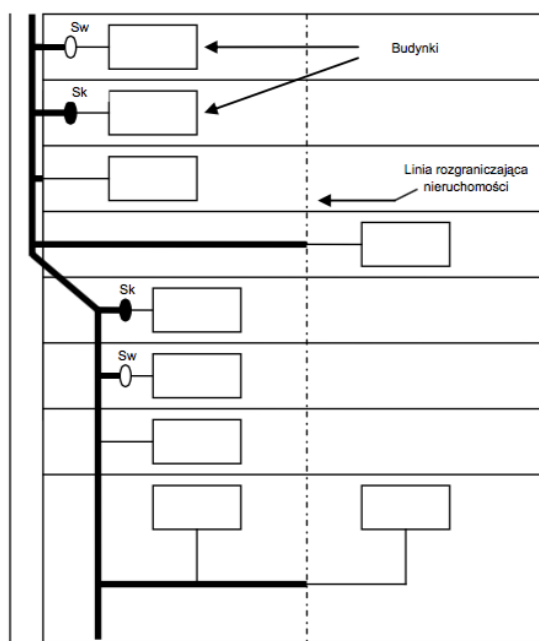 Sw
Budynki
Sk
Linia rozgraniczająca
nieruchomości
Sk
Sw